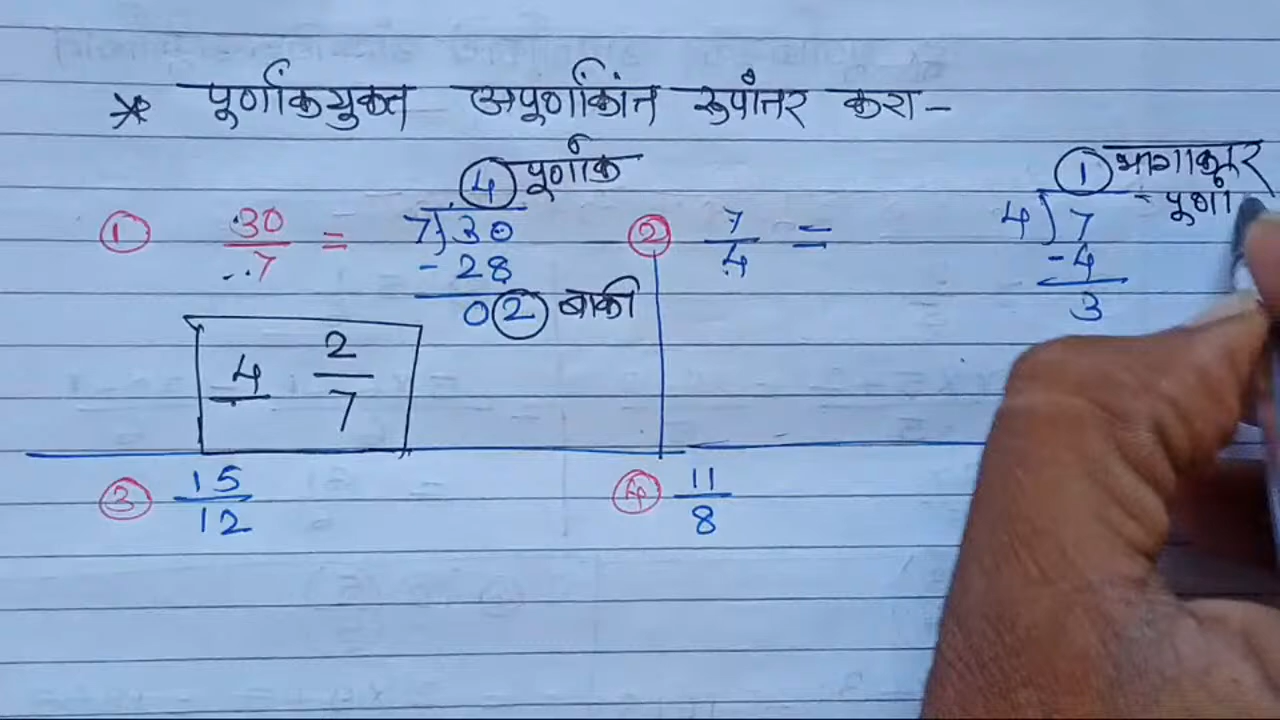 * पूर्णांकयुक्त अपूर्णांकांत रुपांतर करा -
① 30/7 =
④ पूर्णांक
7)30
- 28
0② बाकी
4 2/7
② 7/4 =
① भागाकार
- पूर्णा
4)7
- 4
3
③ 15/12
④ 11/8